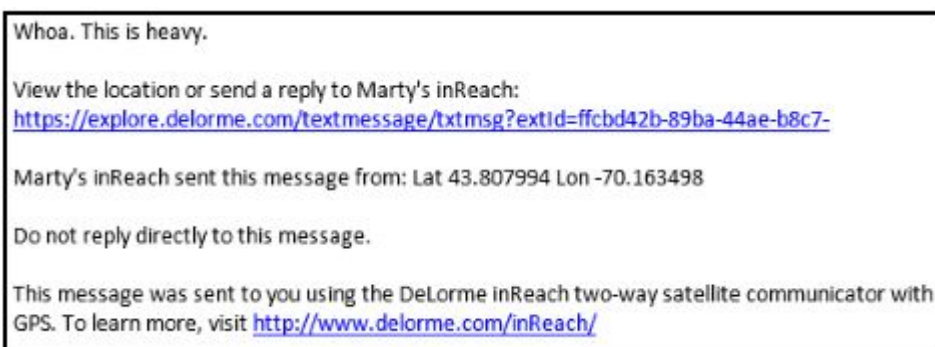 Whoa. This is heavy.
View the location or send a reply to Marty's inReach:
https://explore.delorme.com/textmessage/txtmsg?extId=ffcbd42b-89ba-44ae-b8c7-
Marty's inReach sent this message from: Lat 43.807994 Lon -70.163498
Do not reply directly to this message.
This message was sent to you using the DeLorme inReach two-way satellite communicator with
GPS. To learn more, visit http://www.delorme.com/inReach/